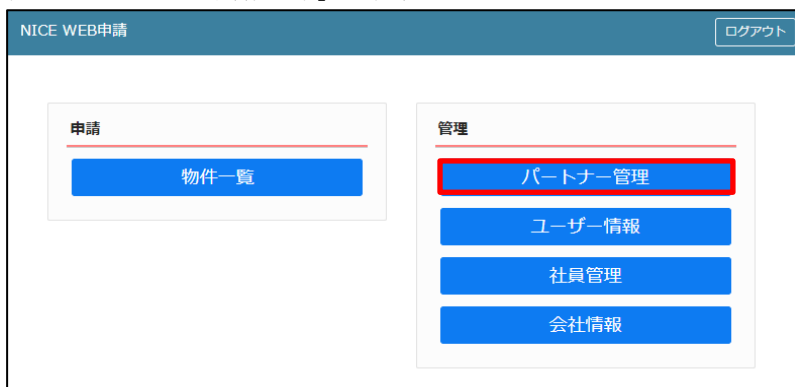 NICE WEB申請
ログアウト
申請
物件一覧
管理
パートナー管理
ユーザー情報
社員管理
会社情報